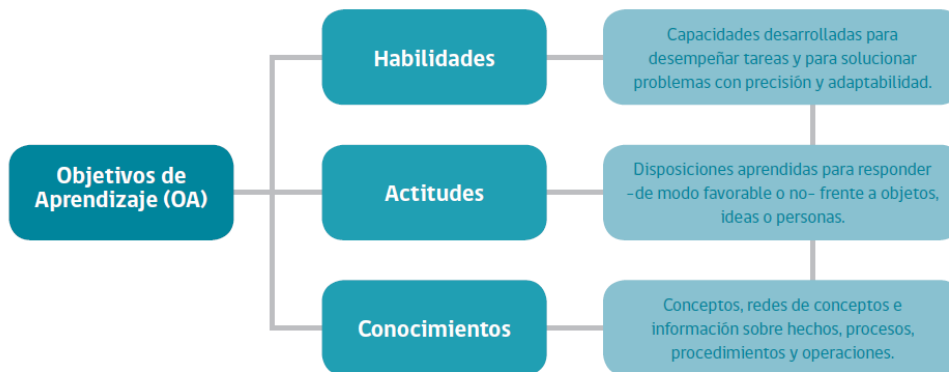 Objetivos de
Aprendizaje (OA)
Habilidades
Capacidades desarrolladas para
desempeñar tareas y para solucionar
problemas con precisión y adaptabilidad.
Actitudes
Disposiciones aprendidas para responder
-de modo favorable o no- frente a objetos,
ideas o personas.
Conocimientos
Conceptos, redes de conceptos e
información sobre hechos, procesos,
procedimientos y operaciones.